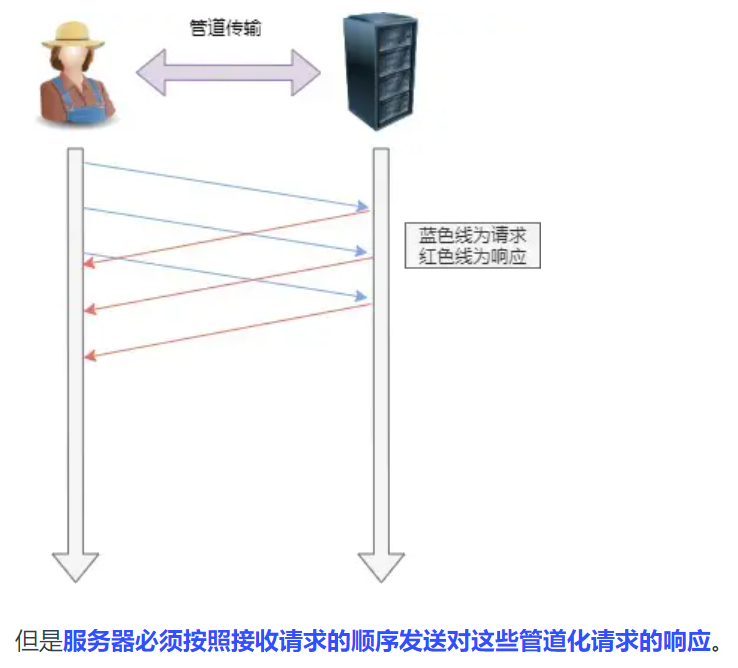 管道传输
蓝色线为请求
红色线为响应
但是服务器必须按照接收请求的顺序发送对这些管道化请求的响应。